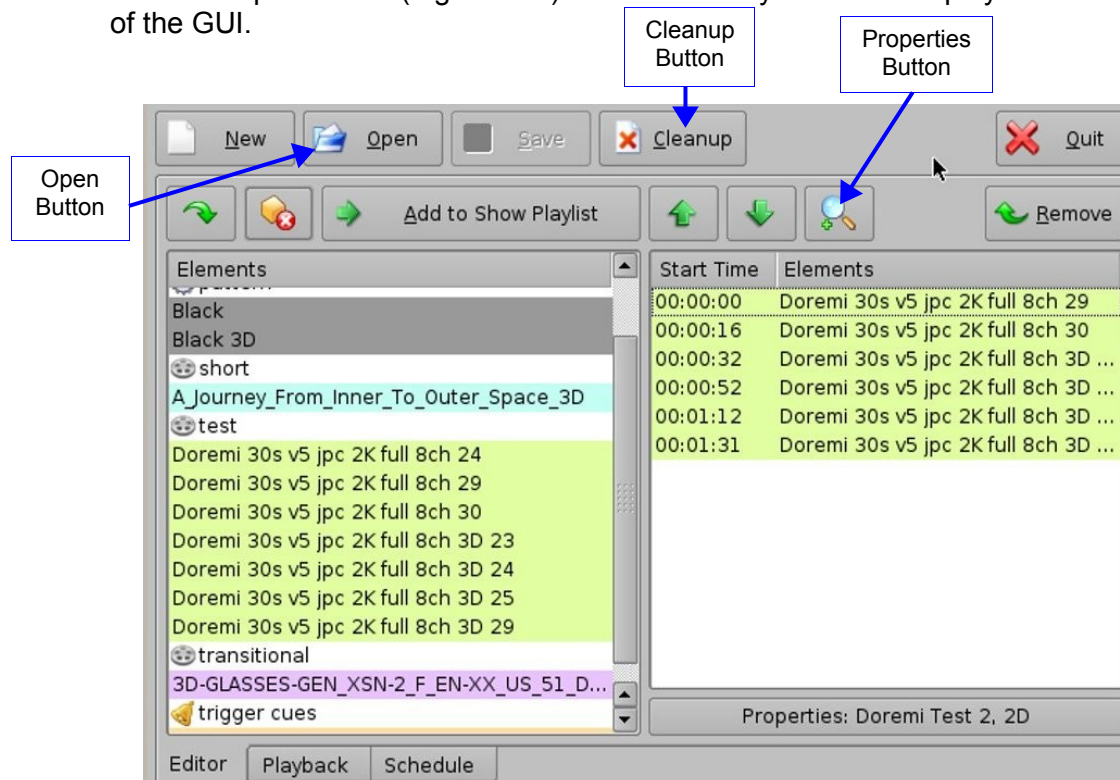 of the GUI.
Cleanup
Button
Properties
Button
Open
Button
New
Open
Save
Cleanup
Quit
Add to Show Playlist
Remove
Elements
pattern
Black
Black 3D
short
A_Journey_From_Inner_To_Outer_Space_3D
test
Doremi 30s v5 jpc 2K full 8ch 24
Doremi 30s v5 jpc 2K full 8ch 29
Doremi 30s v5 jpc 2K full 8ch 30
Doremi 30s v5 jpc 2K full 8ch 3D 23
Doremi 30s v5 jpc 2K full 8ch 3D 24
Doremi 30s v5 jpc 2K full 8ch 3D 25
Doremi 30s v5 jpc 2K full 8ch 3D 29
transitional
3D-GLASSES-GEN_XSN-2_F_EN-XX_US_51_D...
trigger cues
Start Time Elements
00:00:00 Doremi 30s v5 jpc 2K full 8ch 29
00:00:16 Doremi 30s v5 jpc 2K full 8ch 30
00:00:32 Doremi 30s v5 jpc 2K full 8ch 3D ...
00:00:52 Doremi 30s v5 jpc 2K full 8ch 3D ...
00:01:12 Doremi 30s v5 jpc 2K full 8ch 3D ...
00:01:31 Doremi 30s v5 jpc 2K full 8ch 3D ...
Properties: Doremi Test 2, 2D
Editor Playback Schedule